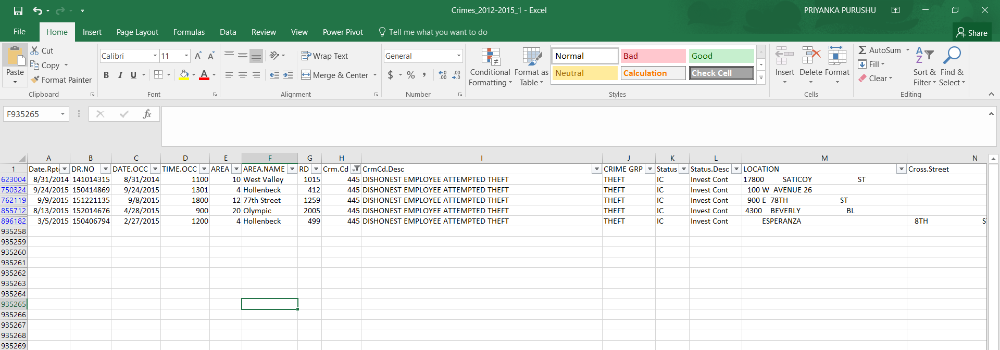 Crimes_2012-2015_1 - Excel PRIYANKA PURUSHU
File Home Insert Page Layout Formulas Data Review View Power Pivot Tell me what you want to do Share
Paste Cut Copy Format Painter Clipboard
Calibri 11 A A B I U A Font
Wrap Text Merge & Center Alignment
General $ % , .0 .00 .00 .0 Number
Conditional Formatting Format as Table Normal Bad Good Neutral Calculation Check Cell Styles
Insert Delete Format Cells
AutoSum Fill Clear Sort & Filter Find & Select Editing
F935265 fx
A B C D E F G H I J K L M N
1 Date.Rpt DR.NO DATE.OCC TIME.OCC AREA AREA.NAME RD Crm.Cd CrmCd.Desc CRIME GRP Status Status.Desc LOCATION Cross.Street
623004 8/31/2014 141014315 8/31/2014 1100 10 West Valley 1015 445 DISHONEST EMPLOYEE ATTEMPTED THEFT THEFT IC Invest Cont 17800 SATICOY ST
750324 9/24/2015 150414869 9/24/2015 1301 4 Hollenbeck 412 445 DISHONEST EMPLOYEE ATTEMPTED THEFT THEFT IC Invest Cont 100 W AVENUE 26
762119 9/9/2015 151221135 9/8/2015 1800 12 77th Street 1259 445 DISHONEST EMPLOYEE ATTEMPTED THEFT THEFT IC Invest Cont 900 E 78TH ST
855712 8/13/2015 152014676 4/28/2015 900 20 Olympic 2005 445 DISHONEST EMPLOYEE ATTEMPTED THEFT THEFT IC Invest Cont 4300 BEVERLY BL
896182 3/5/2015 150406794 2/27/2015 1200 4 Hollenbeck 499 445 DISHONEST EMPLOYEE ATTEMPTED THEFT THEFT IC Invest Cont ESPERANZA 8TH
935258
935259
935260
935261
935262
935263
935264
935265
935266
935267
935268
935269